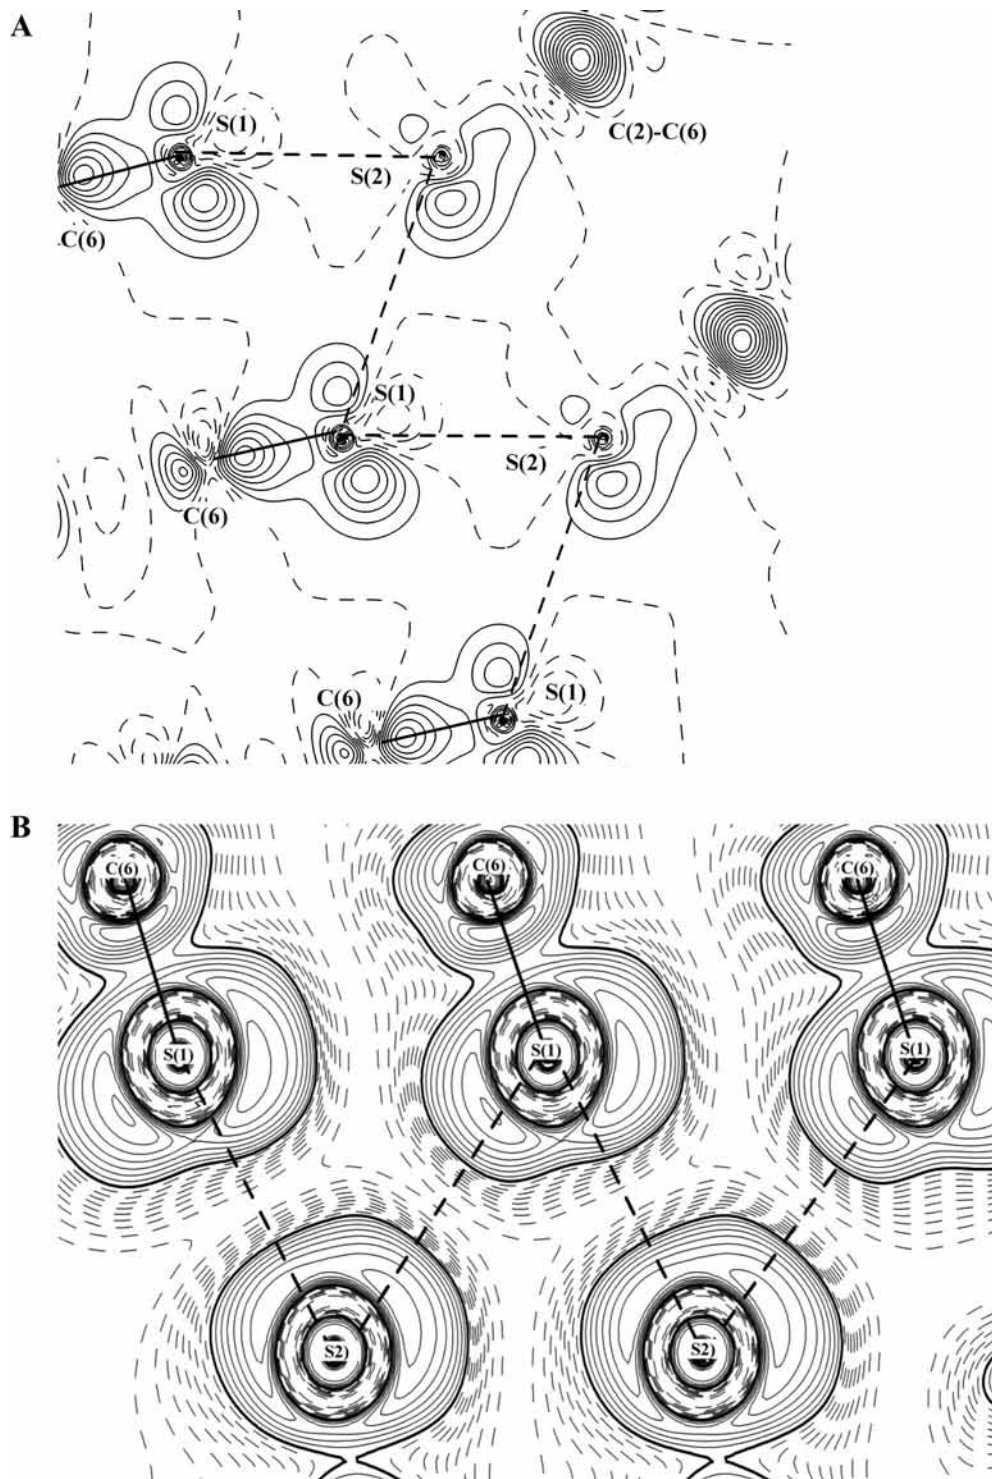 A
S(1)
C(2)-C(6)
S(2)
C(6)
S(1)
S(2)
C(6)
C(6)
S(1)
B
C(6) C(6) C(6)
S(1) S(1) S(1)
S2) S2)